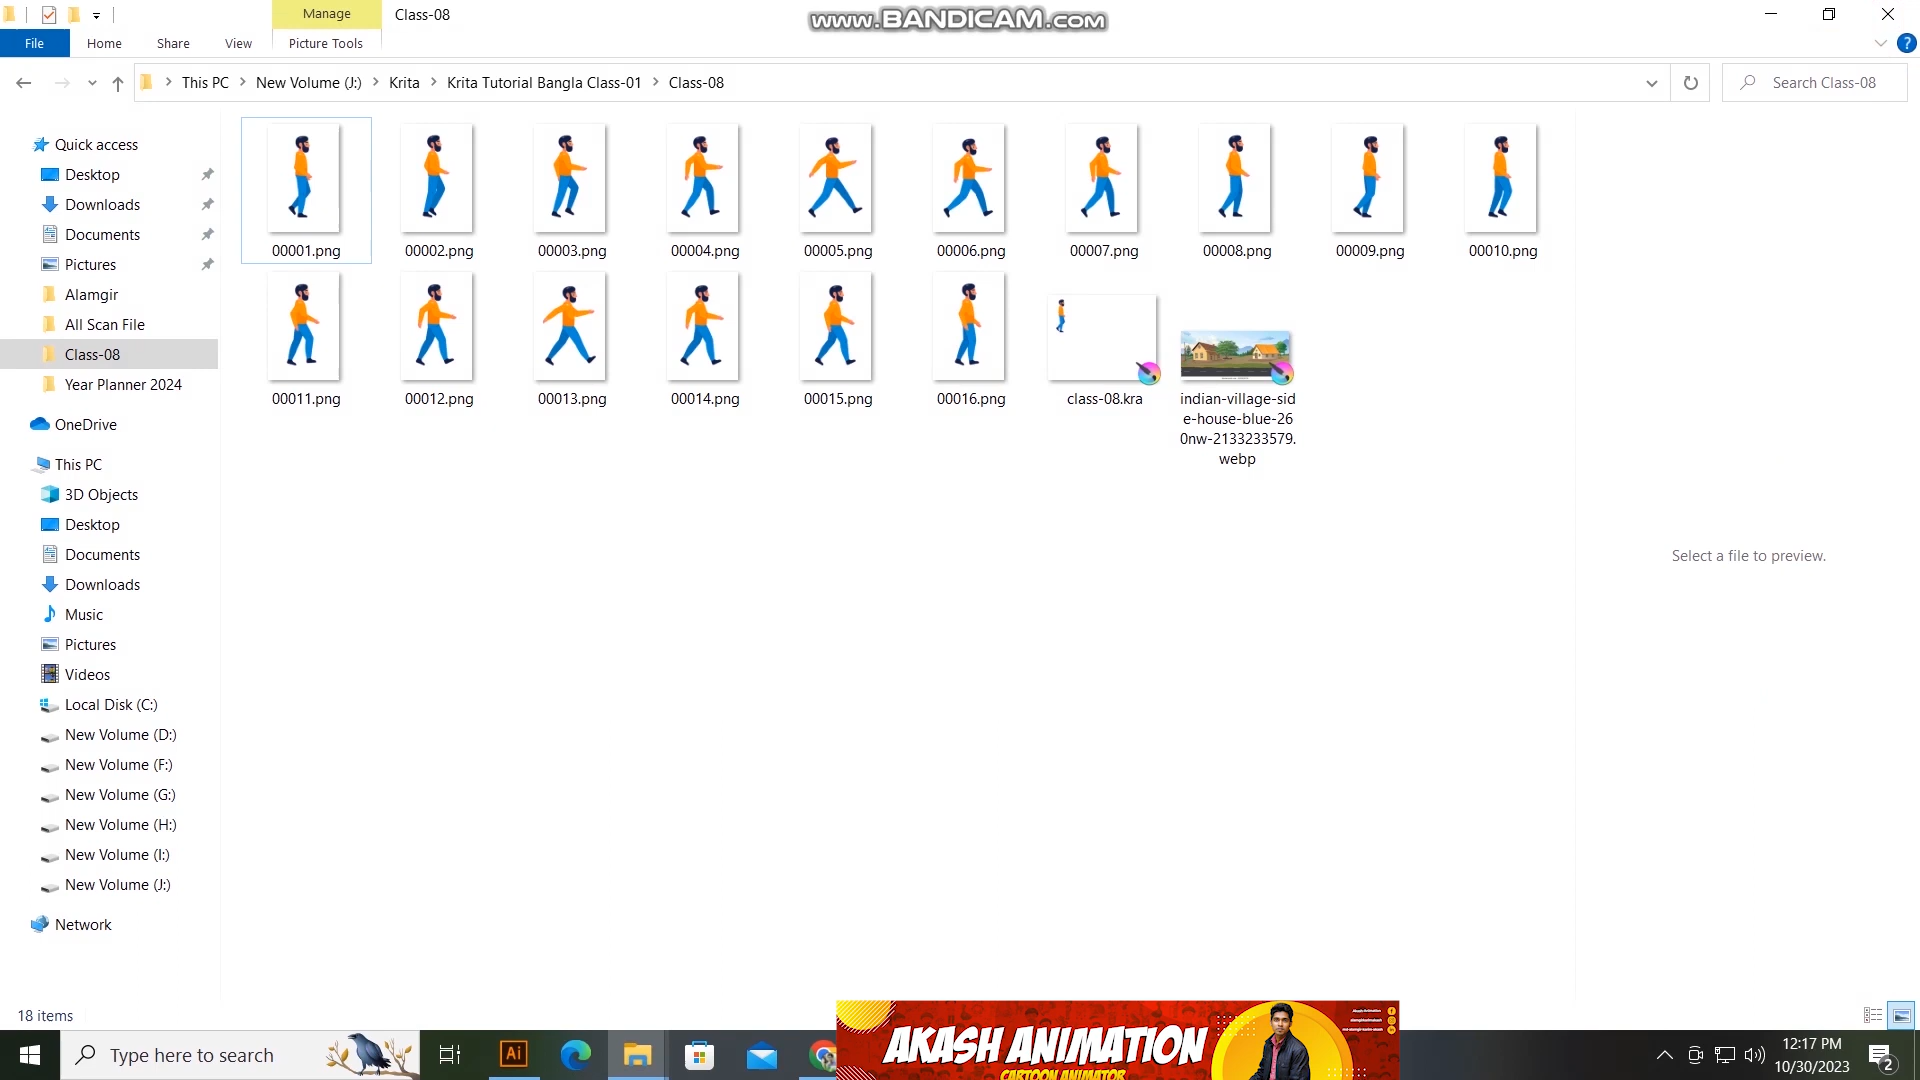 Manage
Class-08
www.BANDICAM.com
File
Home
Share
View
Picture Tools
?
This PC
New Volume (J:)
Krita
Krita Tutorial Bangla Class-01
Class-08
Search Class-08
Quick access
Desktop
Downloads
Documents
Pictures
Alamgir
All Scan File
Class-08
Year Planner 2024
OneDrive
This PC
3D Objects
Desktop
Documents
Downloads
Music
Pictures
Videos
Local Disk (C:)
New Volume (D:)
New Volume (F:)
New Volume (G:)
New Volume (H:)
New Volume (I:)
New Volume (J:)
Network
00001.png
00002.png
00003.png
00004.png
00005.png
00006.png
00007.png
00008.png
00009.png
00010.png
00011.png
00012.png
00013.png
00014.png
00015.png
00016.png
class-08.kra
indian-village-sid
e-house-blue-26
0nw-2133233579.
webp
Select a file to preview.
18 items
Type here to search
Ai
AKASH ANIMATION
CARTOON ANIMATOR
12:17 PM
10/30/2023
2